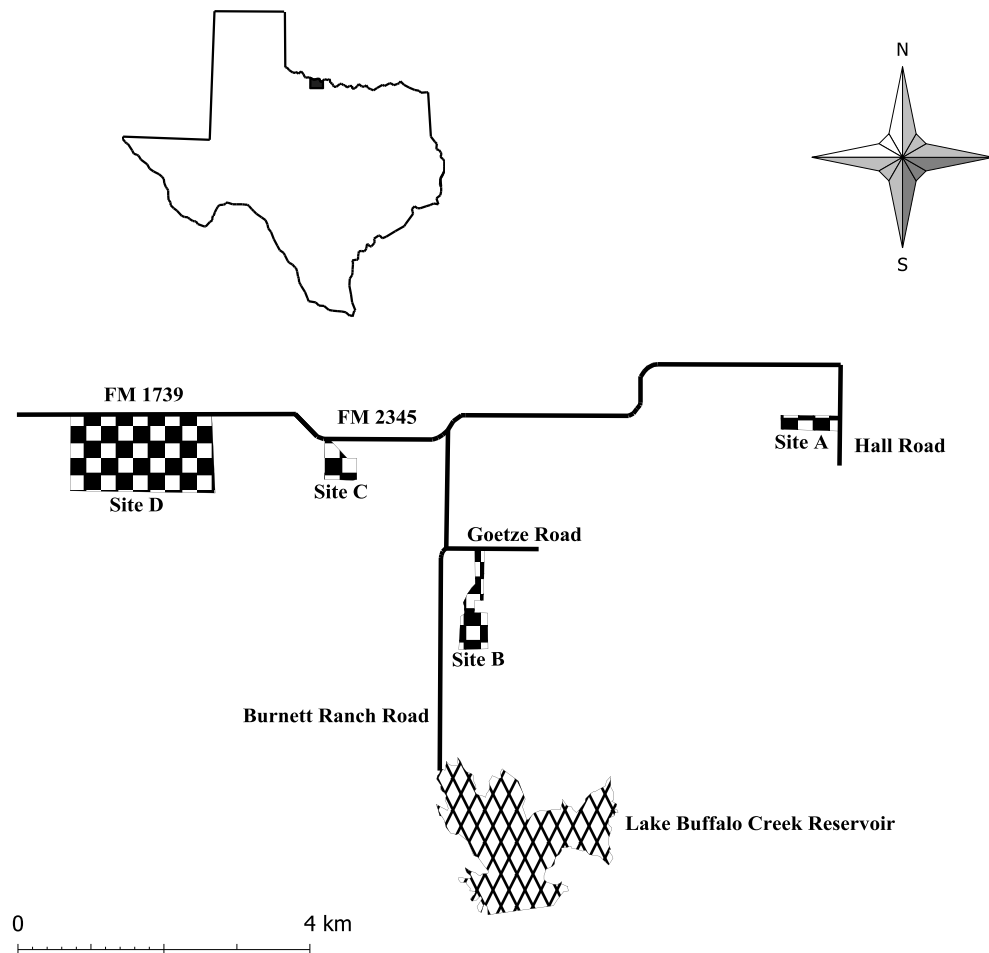 N
S
FM 1739
FM 2345
Site A
Hall Road
Site C
Site D
Goetze Road
Site B
Burnett Ranch Road
Lake Buffalo Creek Reservoir
0 4 km